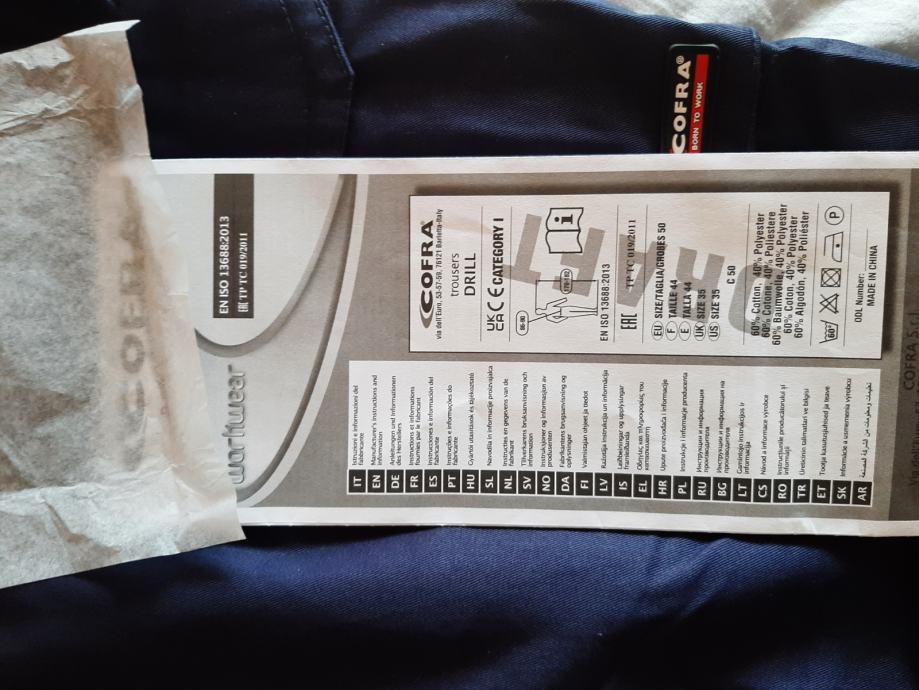 COFRA®
BORN TO WORK
COFRA
EN ISO 13688:2013
EAC TP TC 019/2011
workwear
COFRA®
via dell'Euro, 53-57-59, 76121 Barletta-Italy
trousers
DRILL
UK CA CE CATEGORY I
86-90
170-180
i
EN ISO 13688:2013
EAC TP TC 019/2011
EU SIZE/TAGLIA/GRÖßES 50
F TAILLE 44
E TALLA 44
UK SIZE 35
US SIZE 35
C 50
60% Cotton, 40% Polyester
60% Cotone, 40% Poliestere
60% Baumwolle, 40% Polyester
60% Coton, 40% Polyester
60% Algodón, 40% Poliéster
60° P
ODL Number:
MADE IN CHINA
IT Istruzioni e informazioni del
fabbricante
EN Manufacturer's instructions and
information
DE Anleitungen und Informationen
des Herstellers
FR Instructions et informations
fournies par le fabricant
ES Instrucciones e información del
fabricante
PT Instruções e informações do
fabricante
HU Gyártói utasítások és tájékoztató
SL Navodila in informacije proizvajalca
NL Instructies en gegevens van de
fabrikant
SV Tillverkarens bruksanvisning och
information
NO Instruksjoner og informasjon av
produsenten
DA Fabrikantens brugsanvisning og
oplysninger
FI Valmistajan ohjeet ja tiedot
LV Ražotāja instrukcija un informācija
IS Leiðbeiningar og upplýsingar
framleiðanda
EL Οδηγίες και πληροφορίες του
κατασκευαστή
HR Upute proizvođača i informacije
PL Instrukcje i informacje producenta
RU Инструкции и информация
производителя
BG Инструкции и информация на
производителя
LT Gamintojo instrukcijos ir
informacija
CS Návod a informace výrobce
RO Instrucțiunile producătorului și
informații
TR Üreticinin talimatları ve bilgisi
ET Tootja kasutusjuhend ja teave
SK Informácie a usmernenia výrobcu
AR
COFRA S.r.l.